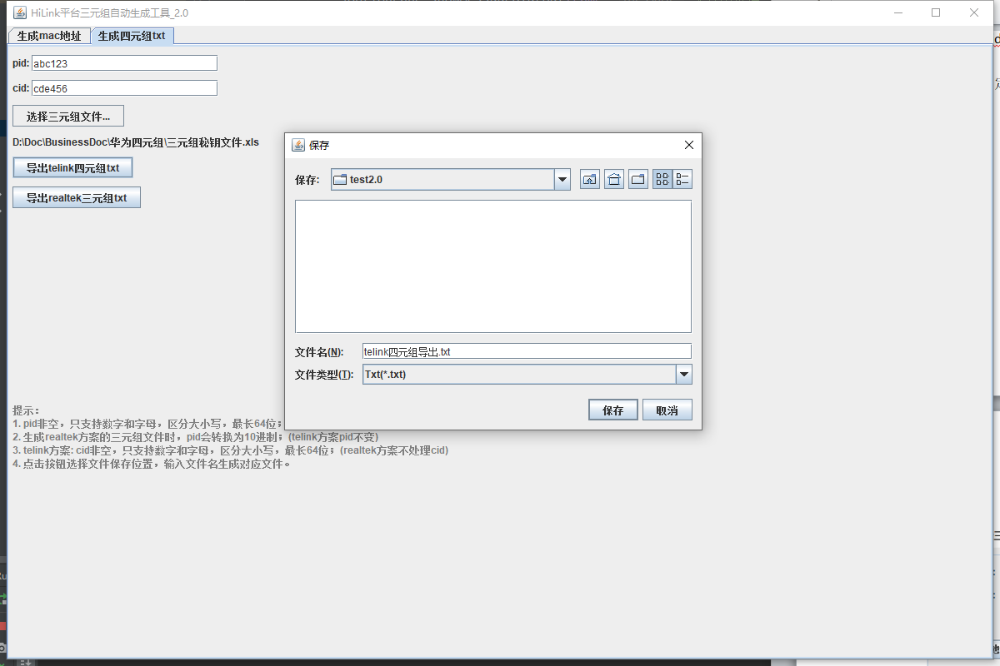 HiLink平台三元组自动生成工具_2.0
生成mac地址 生成四元组txt
pid: abc123
cid: cde456
选择三元组文件...
D:\Doc\BusinessDoc\华为四元组\三元组秘钥文件.xls
导出telink四元组txt
导出realtek三元组txt
保存
保存: test2.0
文件名(N): telink四元组导出.txt
文件类型(T): Txt(*.txt)
保存 取消
提示：
1. pid非空，只支持数字和字母，区分大小写，最长64位；
2. 生成realtek方案的三元组文件时，pid会转换为10进制；(telink方案pid不变)
3. telink方案: cid非空，只支持数字和字母，区分大小写，最长64位；(realtek方案不处理cid)
4. 点击按钮选择文件保存位置，输入文件名生成对应文件。